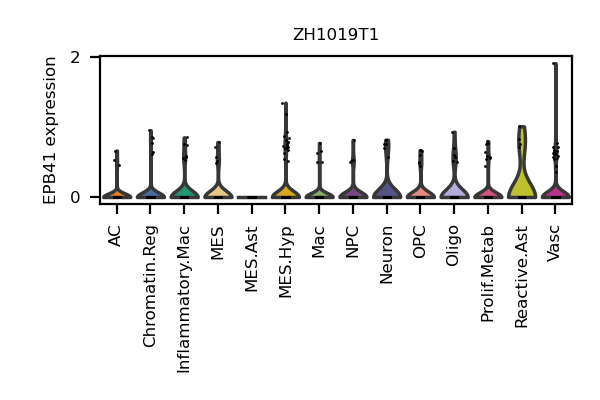 ZH1019T1
EPB41 expression
2
0
AC
Chromatin.Reg
Inflammatory.Mac
MES
MES.Ast
MES.Hyp
Mac
NPC
Neuron
OPC
Oligo
Prolif.Metab
Reactive.Ast
Vasc